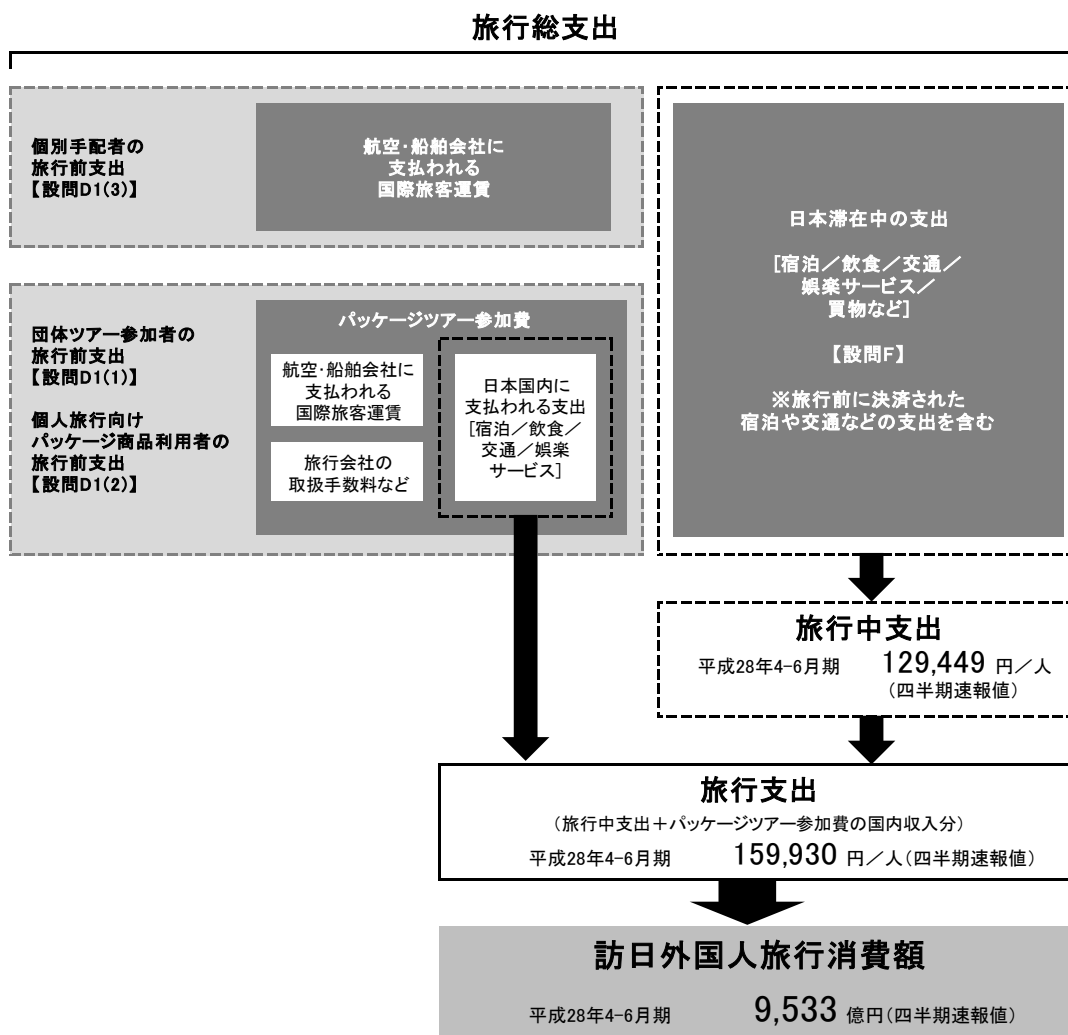 旅行総支出
個別手配者の
旅行前支出
【設問D1(3)】
航空・船舶会社に
支払われる
国際旅客運賃
団体ツアー参加者の
旅行前支出
【設問D1(1)】
個人旅行向け
パッケージ商品利用者の
旅行前支出
【設問D1(2)】
パッケージツアー参加費
航空・船舶会社に
支払われる
国際旅客運賃
旅行会社の
取扱手数料など
日本国内に
支払われる支出
[宿泊／飲食／
交通／娯楽
サービス]
日本滞在中の支出
[宿泊／飲食／交通／
娯楽サービス／
買物など]
【設問F】
※旅行前に決済された
宿泊や交通などの支出を含む
旅行中支出
平成28年4-6月期 129,449 円／人
(四半期速報値)
旅行支出
(旅行中支出＋パッケージツアー参加費の国内収入分)
平成28年4-6月期 159,930 円／人(四半期速報値)
訪日外国人旅行消費額
平成28年4-6月期 9,533 億円(四半期速報値)